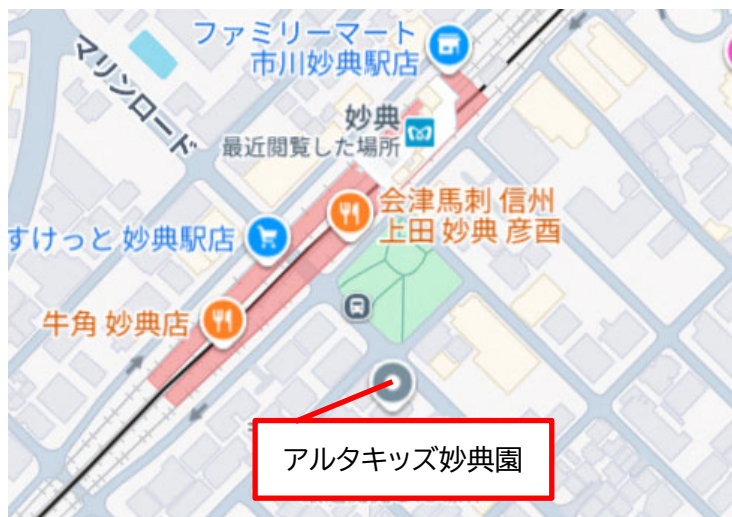 ファミリーマート
市川妙典駅店
マリンロード
妙典
最近閲覧した場所
会津馬刺 信州
上田 妙典 彦酉
すけっと 妙典駅店
牛角 妙典店
アルタキッズ妙典園